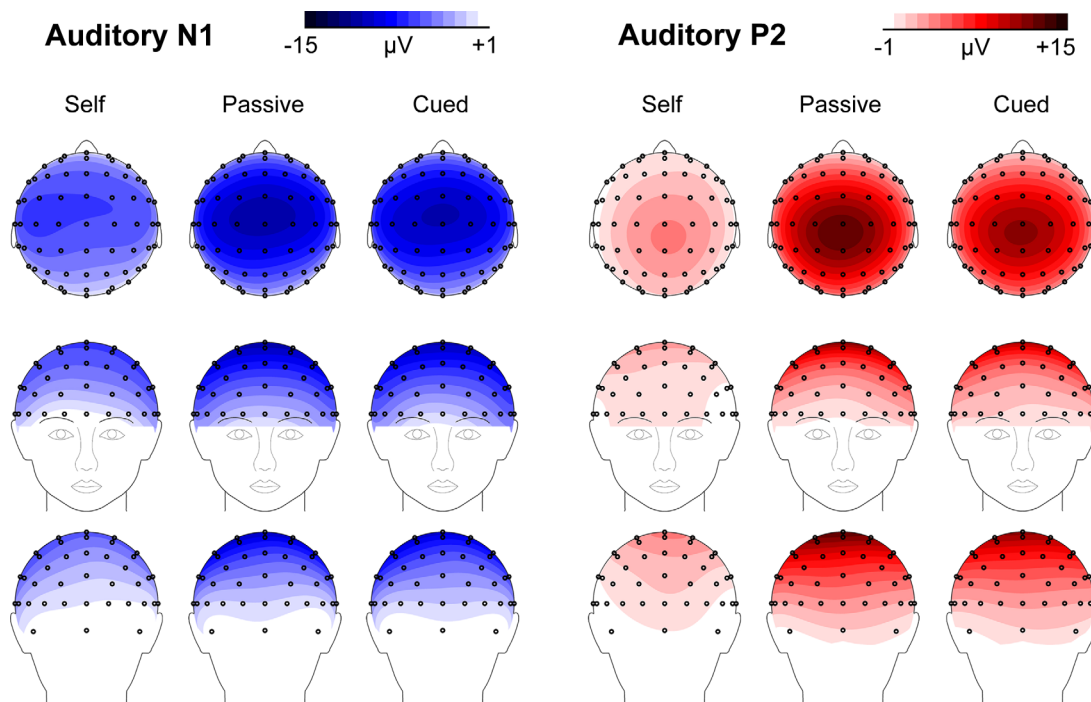 Auditory N1
-15 µV +1
Auditory P2
-1 µV +15
Self Passive Cued
Self Passive Cued